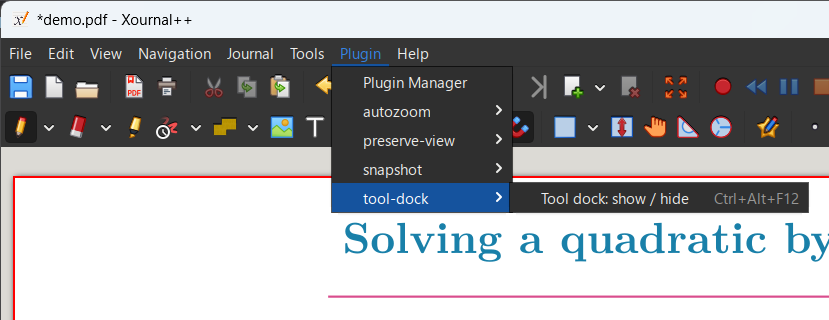 *demo.pdf - Xournal++
File Edit View Navigation Journal Tools Plugin Help
PDF
T
Plugin Manager
autozoom
preserve-view
snapshot
tool-dock
Tool dock: show / hide Ctrl+Alt+F12
Solving a quadratic by